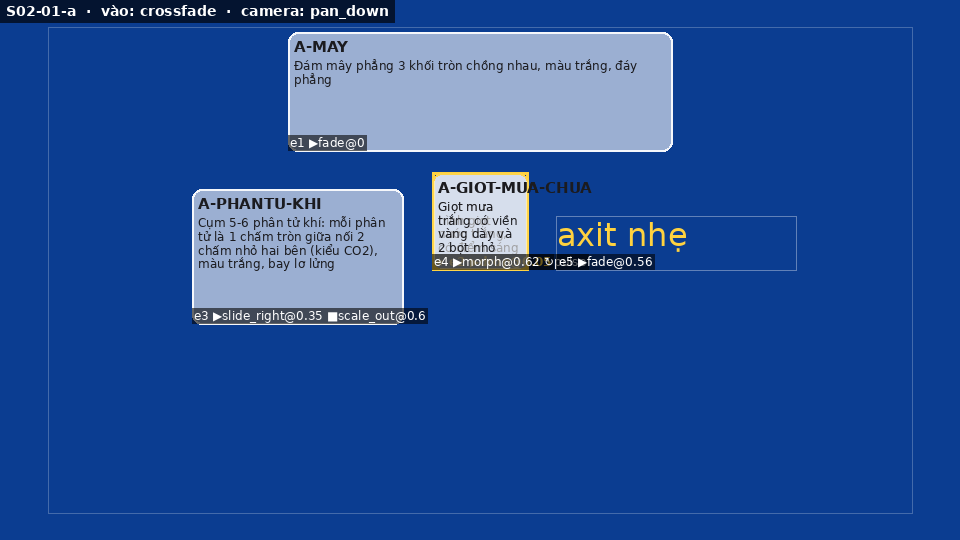 S02-01-a · vào: crossfade · camera: pan_down
A-MAY
Đám mây phẳng 3 khối tròn chồng nhau, màu trắng, đáy
phẳng
e1 ▶fade@0
A-GIOT-MUA-CHUA
Giọt mưa
trắng có viền
vàng dày và
2 bọt nhỏ
e4 ▶morph@0.62
A-PHANTU-KHI
Cụm 5-6 phân tử khí: mỗi phân
tử là 1 chấm tròn giữa nối 2
chấm nhỏ hai bên (kiểu CO2),
màu trắng, bay lơ lửng
axit nhẹ
e5 ▶fade@0.56
e3 ▶slide_right@0.35 ■scale_out@0.6